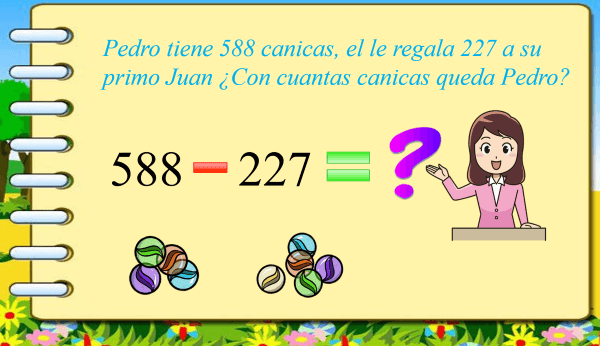 Pedro tiene 588 canicas, el le regala 227 a su
primo Juan ¿Con cuantas canicas queda Pedro?
588 - 227 = ?